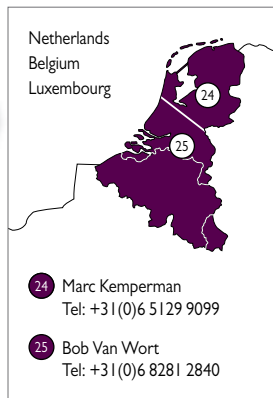 Netherlands
Belgium
Luxembourg
24
25
24 Marc Kemperman
Tel: +31(0)6 5129 9099
25 Bob Van Wort
Tel: +31(0)6 8281 2840